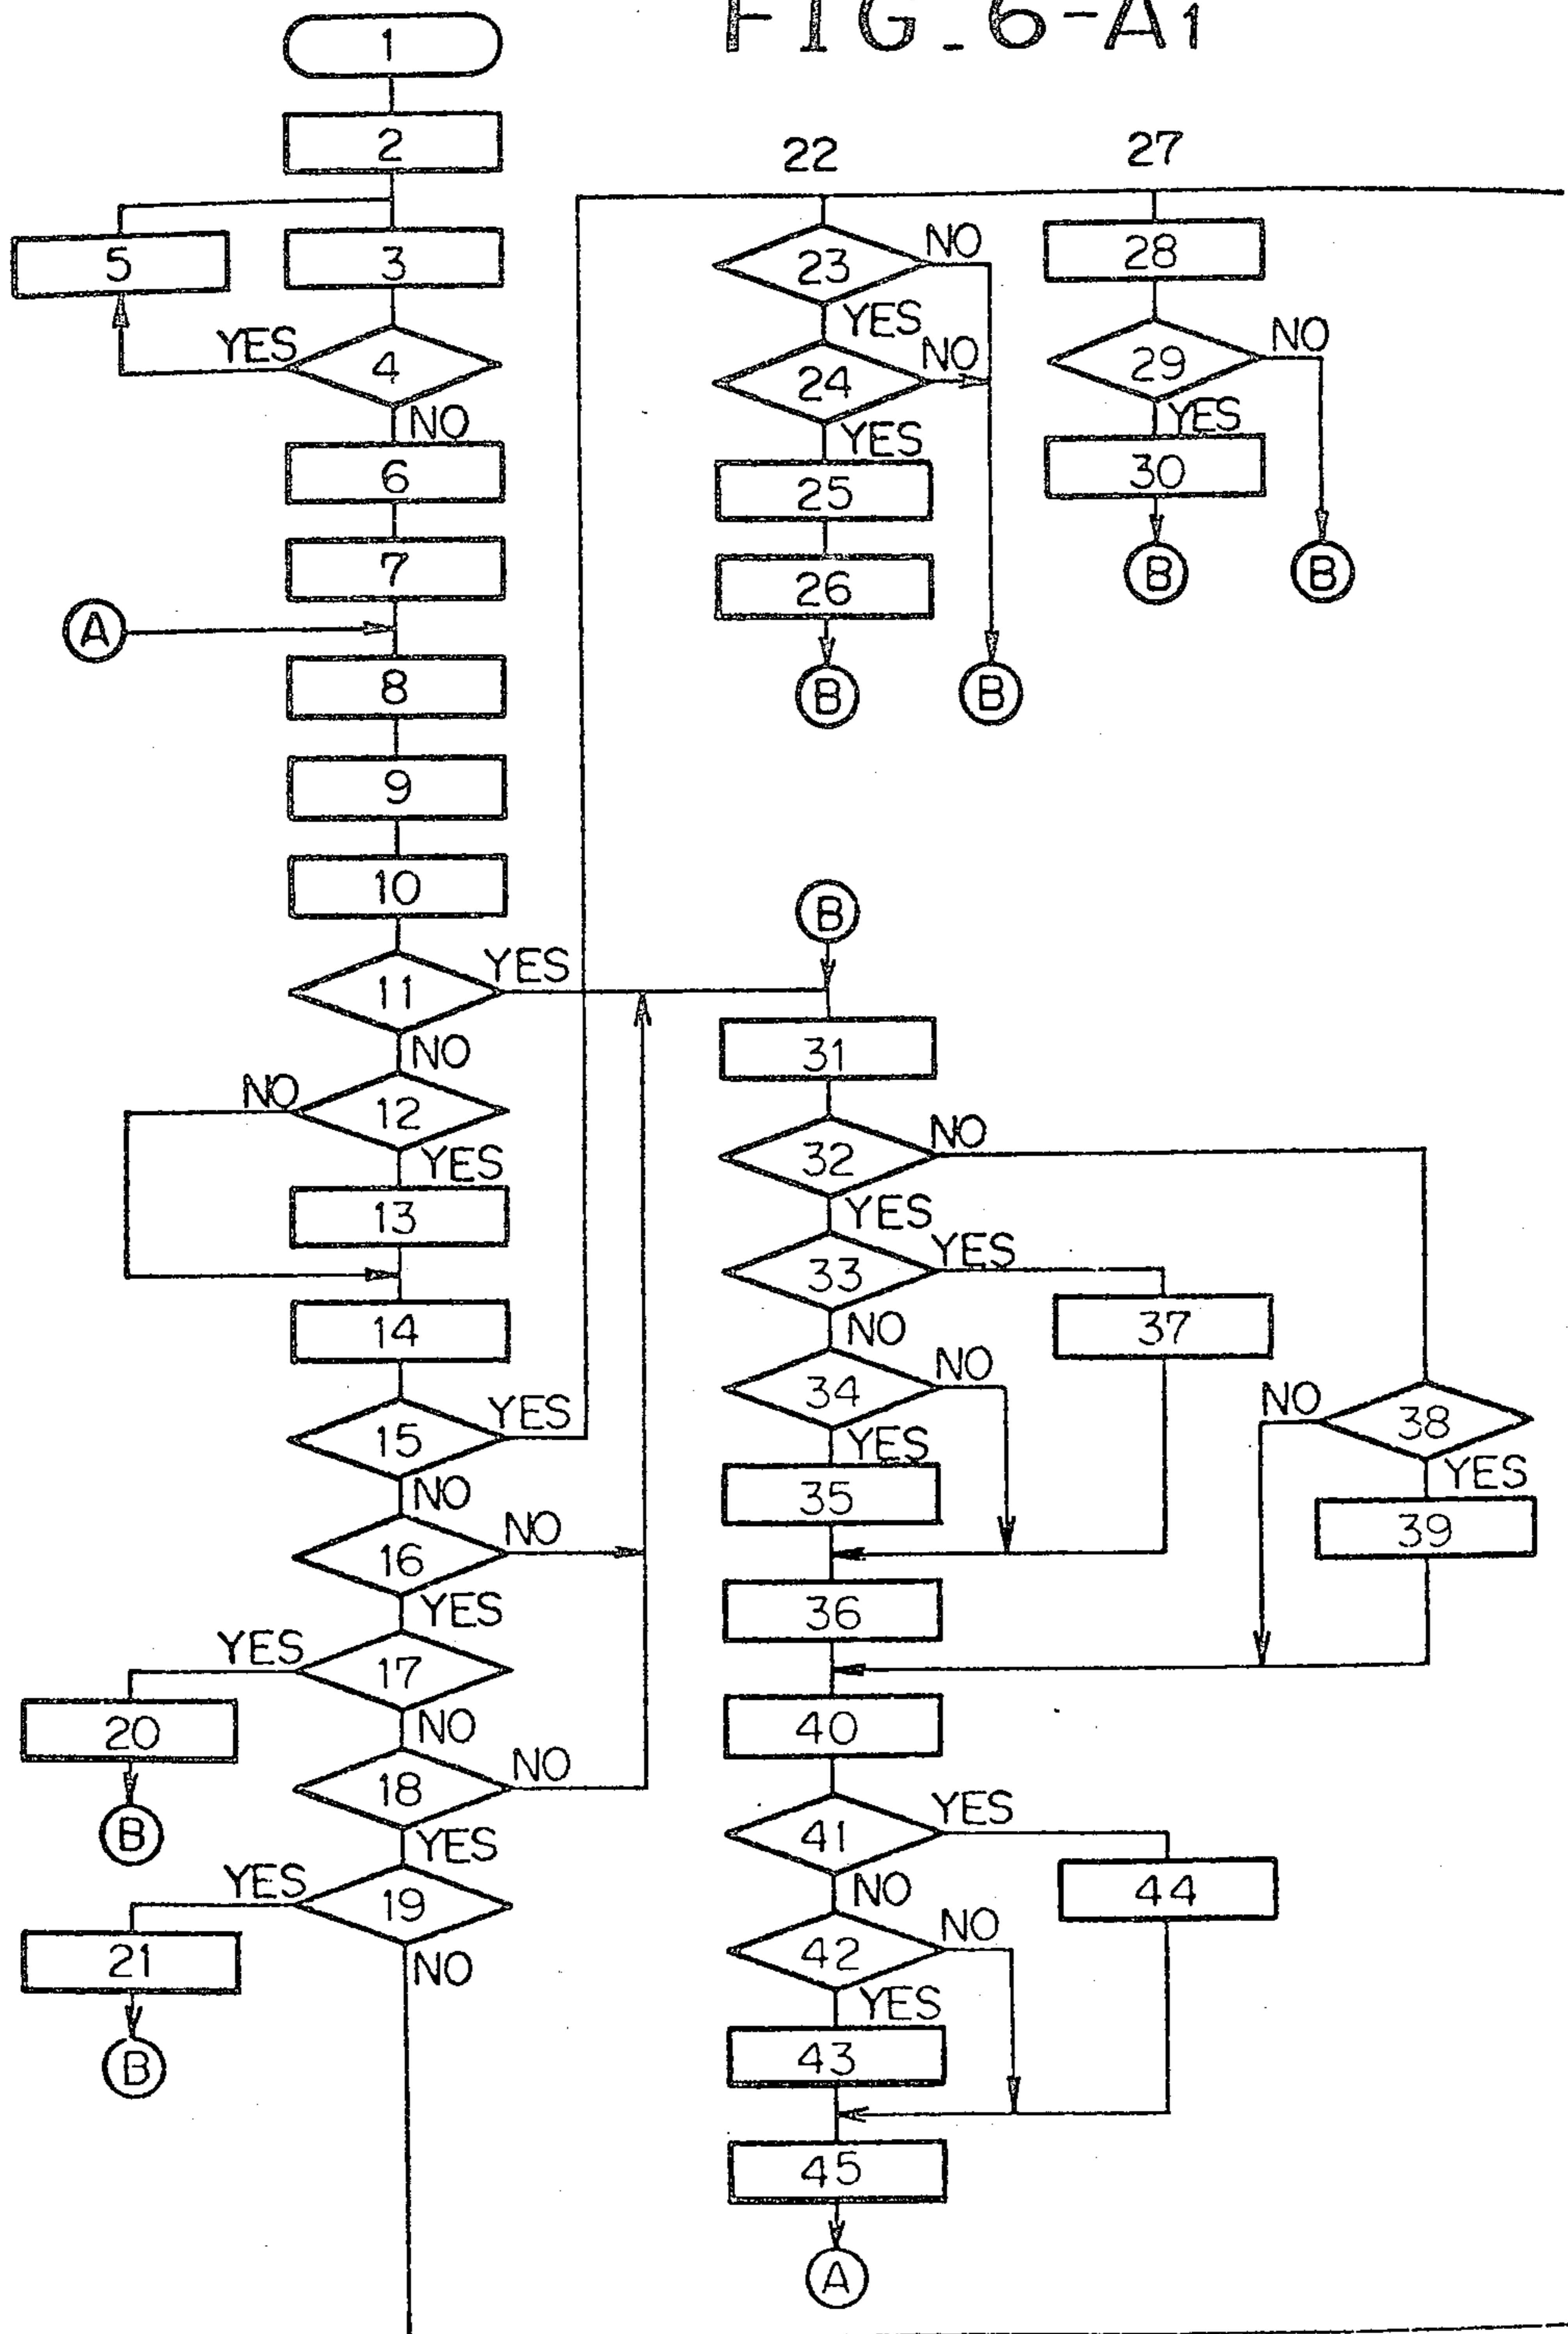 FIG_6-A1
1
2
5
3
YES
4
NO
6
7
A
8
9
10
11
YES
NO
NO
12
YES
13
14
15
YES
NO
16
NO
YES
YES
17
20
NO
18
NO
B
YES
YES
19
21
NO
B
22
23
NO
YES
24
NO
YES
25
26
B
B
27
28
29
NO
YES
30
B
B
B
31
32
NO
YES
33
YES
37
NO
34
NO
NO
38
YES
YES
35
39
36
40
41
YES
44
NO
42
NO
YES
43
45
A